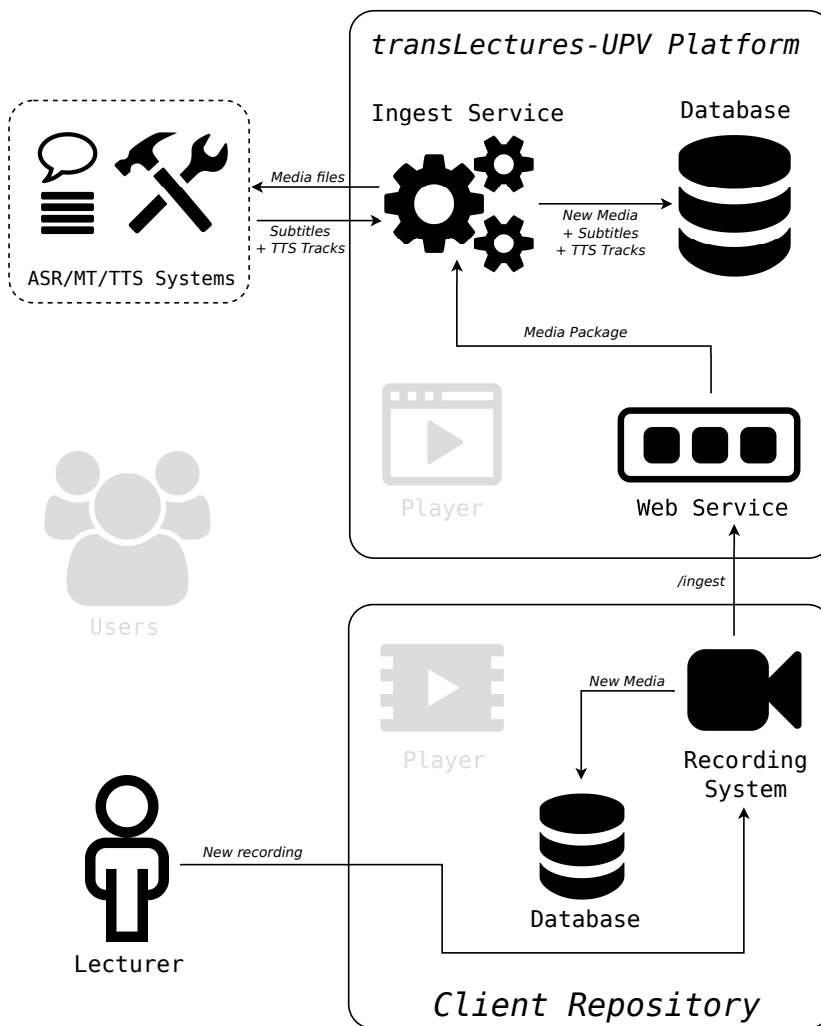 transLectures-UPV Platform
Ingest Service
Database
Media files
Subtitles
+ TTS Tracks
New Media
+ Subtitles
+ TTS Tracks
ASR/MT/TTS Systems
Media Package
Player
Web Service
Users
/ingest
New Media
Player
Recording
System
New recording
Database
Lecturer
Client Repository